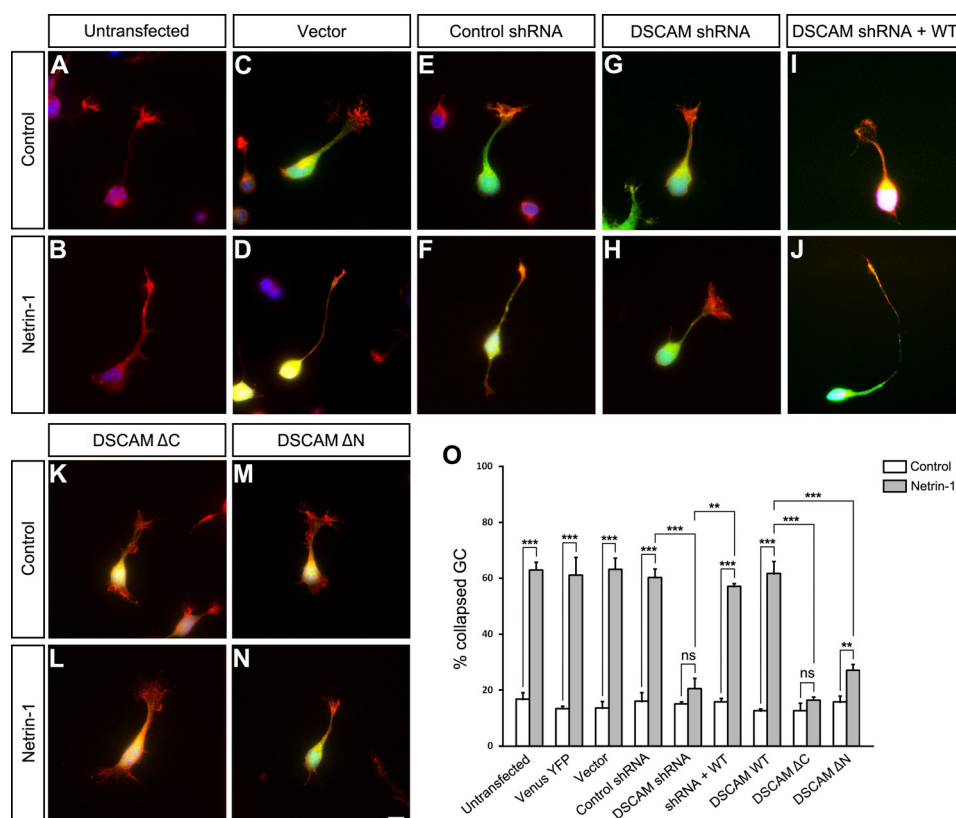 Untransfected
Vector
Control shRNA
DSCAM shRNA
DSCAM shRNA + WT
Control
A
C
E
G
I
Netrin-1
B
D
F
H
J
DSCAM ΔC
DSCAM ΔN
Control
K
M
Netrin-1
L
N
O
% collapsed GC
100
80
60
40
20
0
Control
Netrin-1
***
***
***
***
***
ns
**
***
***
***
***
ns
**
Untransfected
Venus YFP
Vector
Control shRNA
DSCAM shRNA
shRNA + WT
DSCAM WT
DSCAM ΔC
DSCAM ΔN